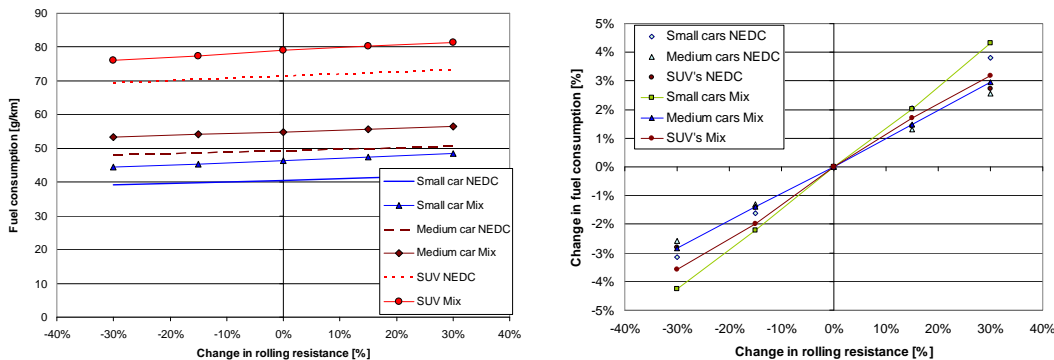 90
80
70
60
50
40
30
20
10
0
Fuel consumption [g/km]
-40% -30% -20% -10% 0% 10% 20% 30% 40%
Change in rolling resistance [%]
Small car NEDC
Small car Mix
Medium car NEDC
Medium car Mix
SUV NEDC
SUV Mix
5%
4%
3%
2%
1%
0%
-1%
-2%
-3%
-4%
-5%
Change in fuel consumption [%]
-40% -30% -20% -10% 0% 10% 20% 30% 40%
Change in rolling resistance [%]
Small cars NEDC
Medium cars NEDC
SUV's NEDC
Small cars Mix
Medium cars Mix
SUV's Mix